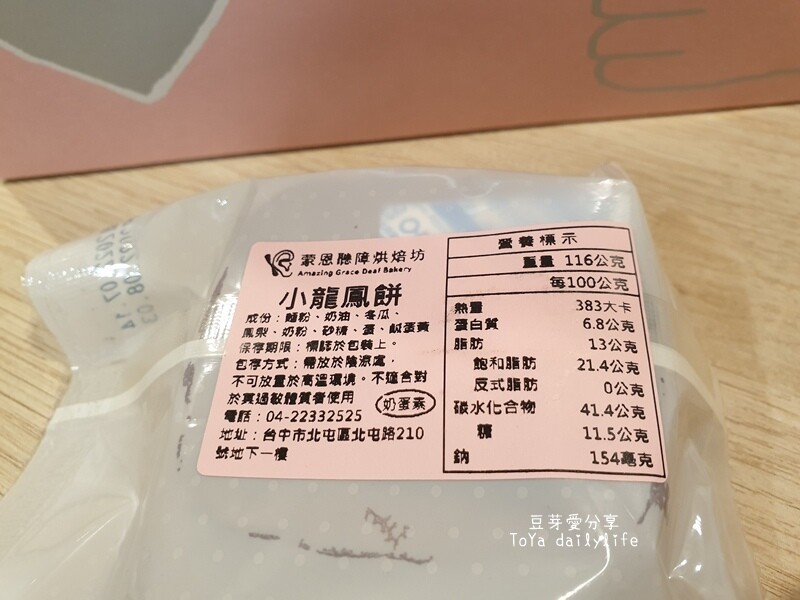 蒙恩聽障烘焙坊
Amazing Grace Deaf Bakery
小龍鳳餅
成份：麵粉、奶油、冬瓜、
鳳梨、奶粉、砂糖、蛋、鹹蛋黃
保存期限：標誌於包裝上。
包存方式：需放於陰涼處，
不可放置於高溫環境。不適合對
於其過敏體質者使用
奶蛋素
電話：04-22332525
地址：台中市北屯區北屯路210
號地下一樓
營養標示
重量 116公克
每100公克
熱量 383大卡
蛋白質 6.8公克
脂肪 13公克
飽和脂肪 21.4公克
反式脂肪 0公克
碳水化合物 41.4公克
糖 11.5公克
鈉 154毫克
豆芽愛分享
ToYa dailylife